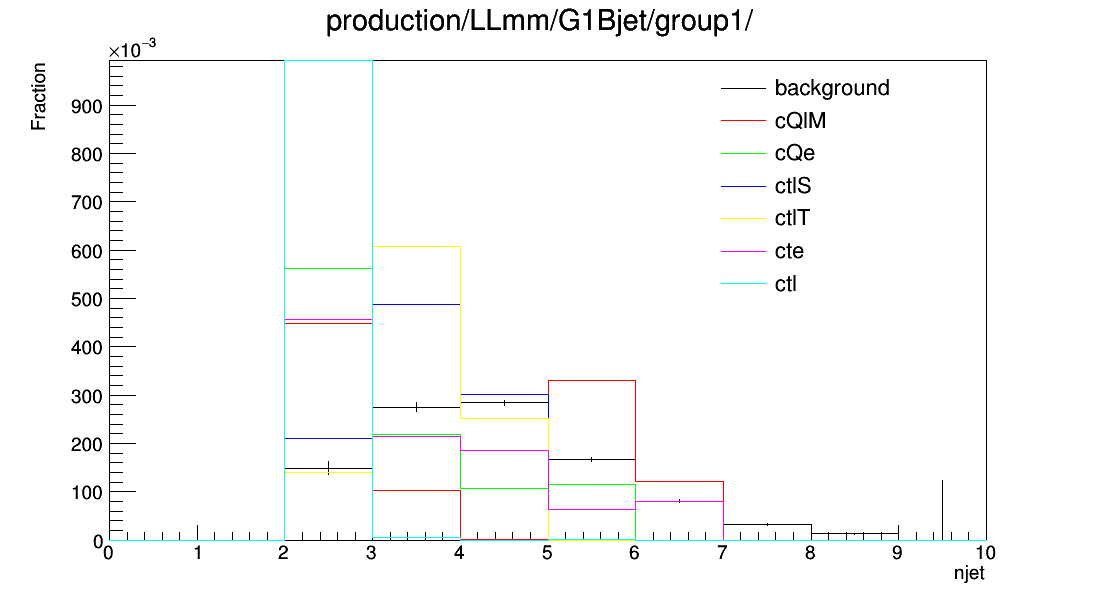 production/LLmm/G1Bjet/group1/
×10⁻³
Fraction
900
800
700
600
500
400
300
200
100
0
0 1 2 3 4 5 6 7 8 9 10
njet
background
cQlM
cQe
ctlS
ctlT
cte
ctl